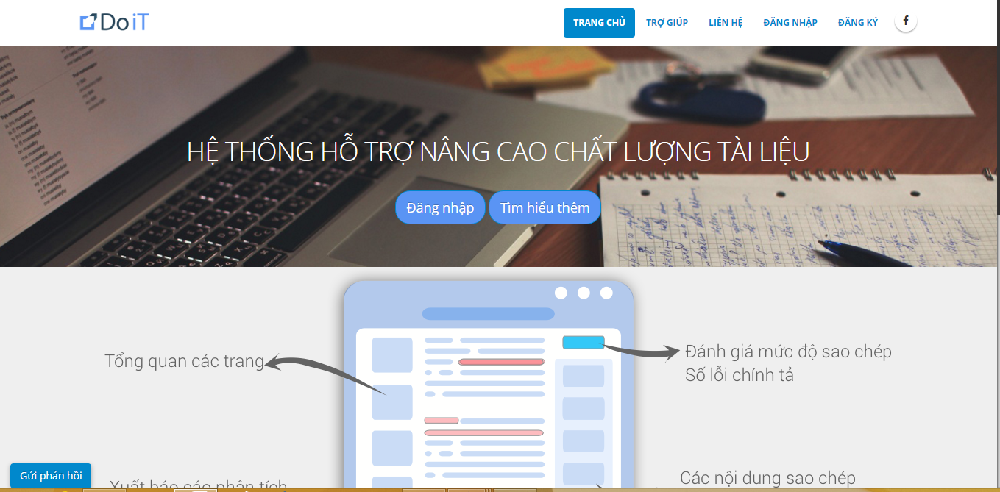 DoiT
TRANG CHỦ
TRỢ GIÚP
LIÊN HỆ
ĐĂNG NHẬP
ĐĂNG KÝ
HỆ THỐNG HỖ TRỢ NÂNG CAO CHẤT LƯỢNG TÀI LIỆU
Đăng nhập
Tìm hiểu thêm
Tổng quan các trang
Đánh giá mức độ sao chép
Số lỗi chính tả
Gửi phản hồi
Xuất báo cáo phân tích
Các nội dung sao chép